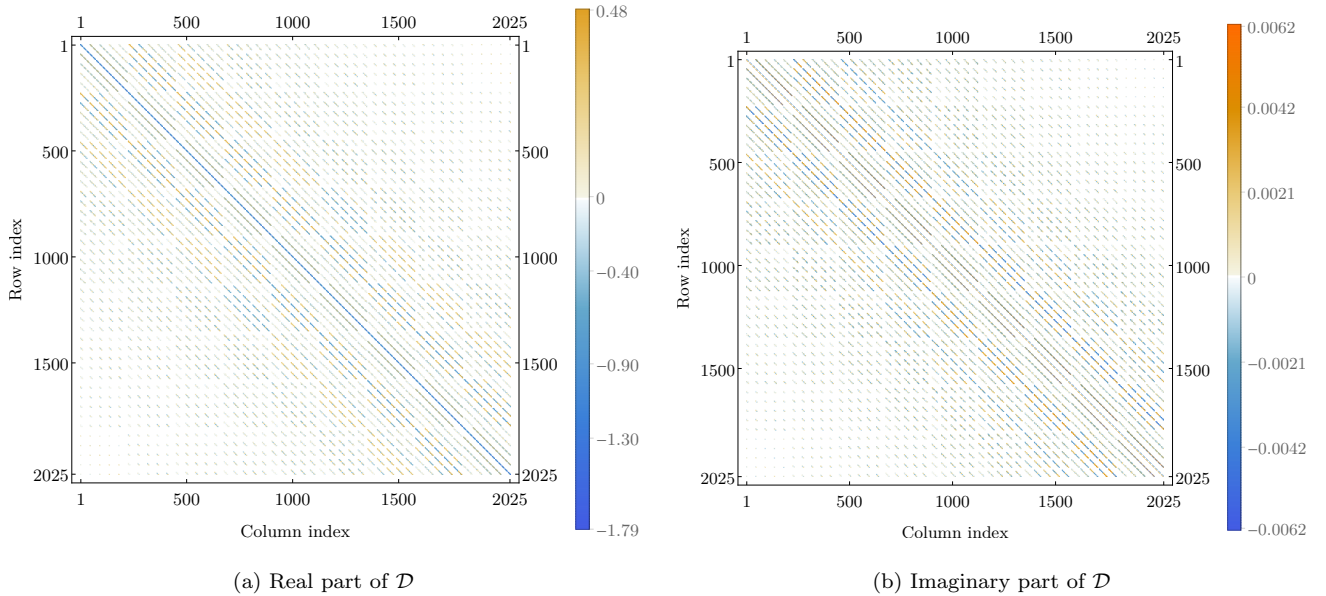 1 500 1000 1500 2025
0.48
1 1
500 500
0
−0.40
1000 1000
−0.90
1500 1500
−1.30
2025 2025
−1.79
1 500 1000 1500 2025
Row index
Column index
(a) Real part of 𝒟
1 500 1000 1500 2025
0.0062
1 1
0.0042
500 500
0.0021
1000 1000
0
−0.0021
1500 1500
−0.0042
2025 2025
−0.0062
1 500 1000 1500 2025
Row index
Column index
(b) Imaginary part of 𝒟